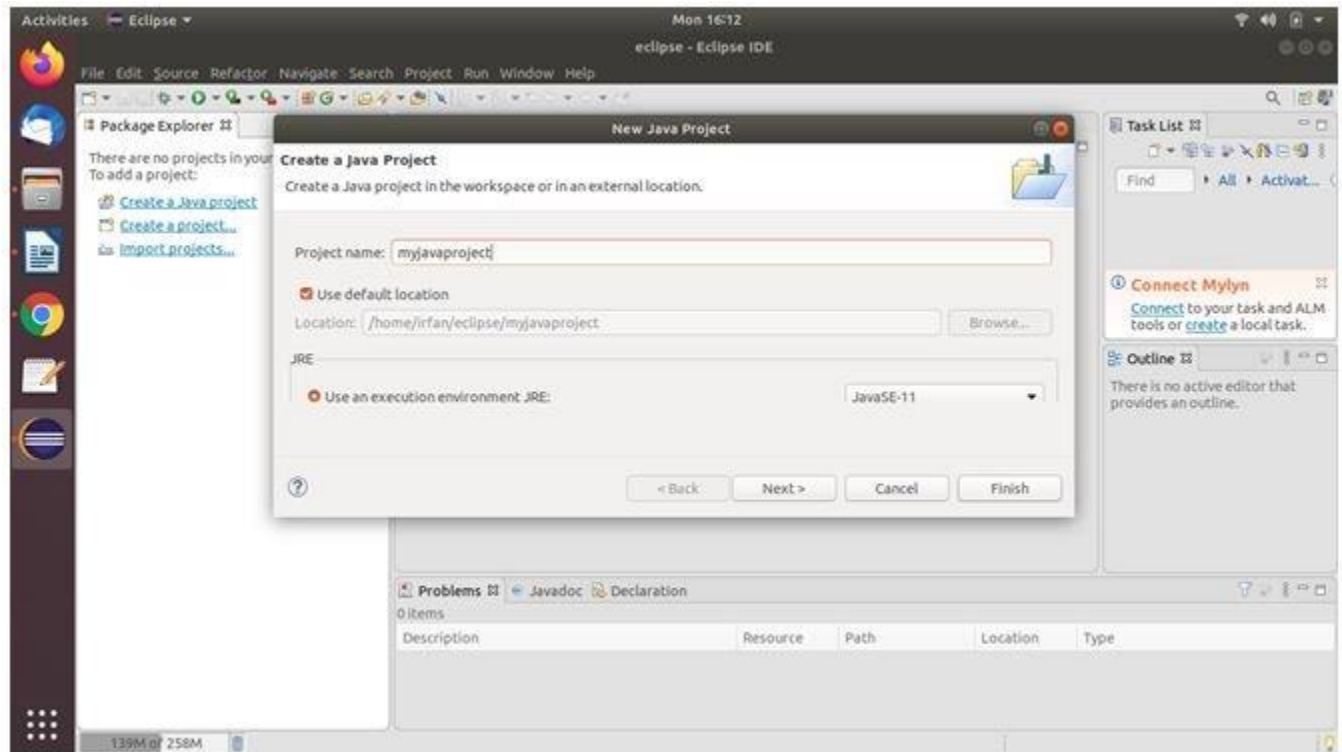 Activities Eclipse Mon 16:12
eclipse - Eclipse IDE
File Edit Source Refactor Navigate Search Project Run Window Help
Package Explorer
There are no projects in your
To add a project:
Create a Java project
Create a project...
Import projects...
New Java Project
Create a Java Project
Create a Java project in the workspace or in an external location.
Project name: myjavaproject
Use default location
Location: /home/irfan/eclipse/myjavaproject
Browse...
JRE
Use an execution environment JRE: JavaSE-11
< Back Next > Cancel Finish
Task List
Find All Activat...
Connect Mylyn
Connect to your task and ALM
tools or create a local task.
Outline
There is no active editor that
provides an outline.
Problems Javadoc Declaration
0 items
Description Resource Path Location Type
139M of 258M